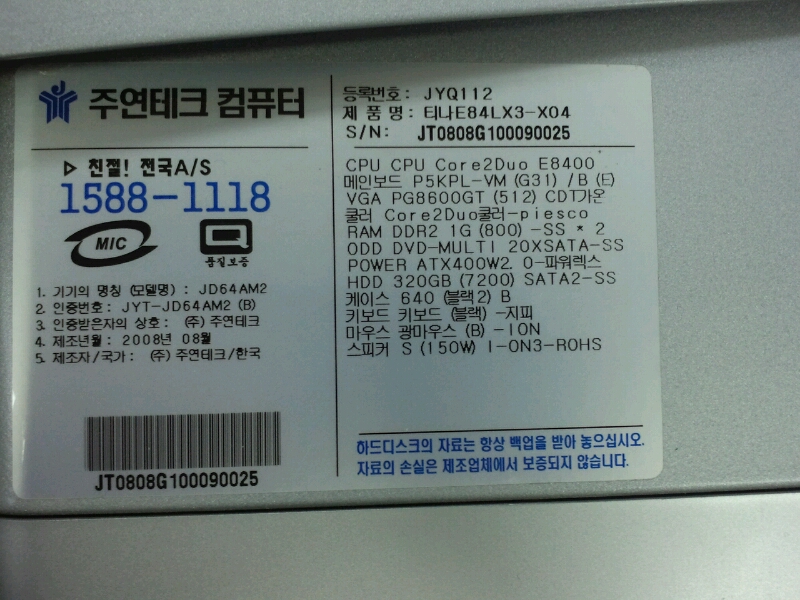 주연테크 컴퓨터
▷ 친절! 전국A/S
1588-1118
MIC
Q
품질보증
1. 기기의 명칭 (모델명) : JD64AM2
2. 인증번호: JYT-JD64AM2 (B)
3. 인증받은자의 상호: (주) 주연테크
4. 제조년월: 2008년 08월
5. 제조자/국가: (주) 주연테크/한국
JT0808G100090025
등록번호: JYQ112
제 품 명: 티나E84LX3-X04
S/N: JT0808G100090025
CPU CPU Core2Duo E8400
메인보드 P5KPL-VM (G31) /B (E)
VGA PG8600GT (512) CDT가온
쿨러 Core2Duo쿨러-piesco
RAM DDR2 1G (800) -SS * 2
ODD DVD-MULTI 20XSATA-SS
POWER ATX400W2. 0-파워렉스
HDD 320GB (7200) SATA2-SS
케이스 640 (블랙2) B
키보드 키보드 (블랙) -지피
마우스 광마우스 (B) -ION
스피커 S (150W) I-ON3-ROHS
하드디스크의 자료는 항상 백업을 받아 놓으십시오.
자료의 손실은 제조업체에서 보증되지 않습니다.